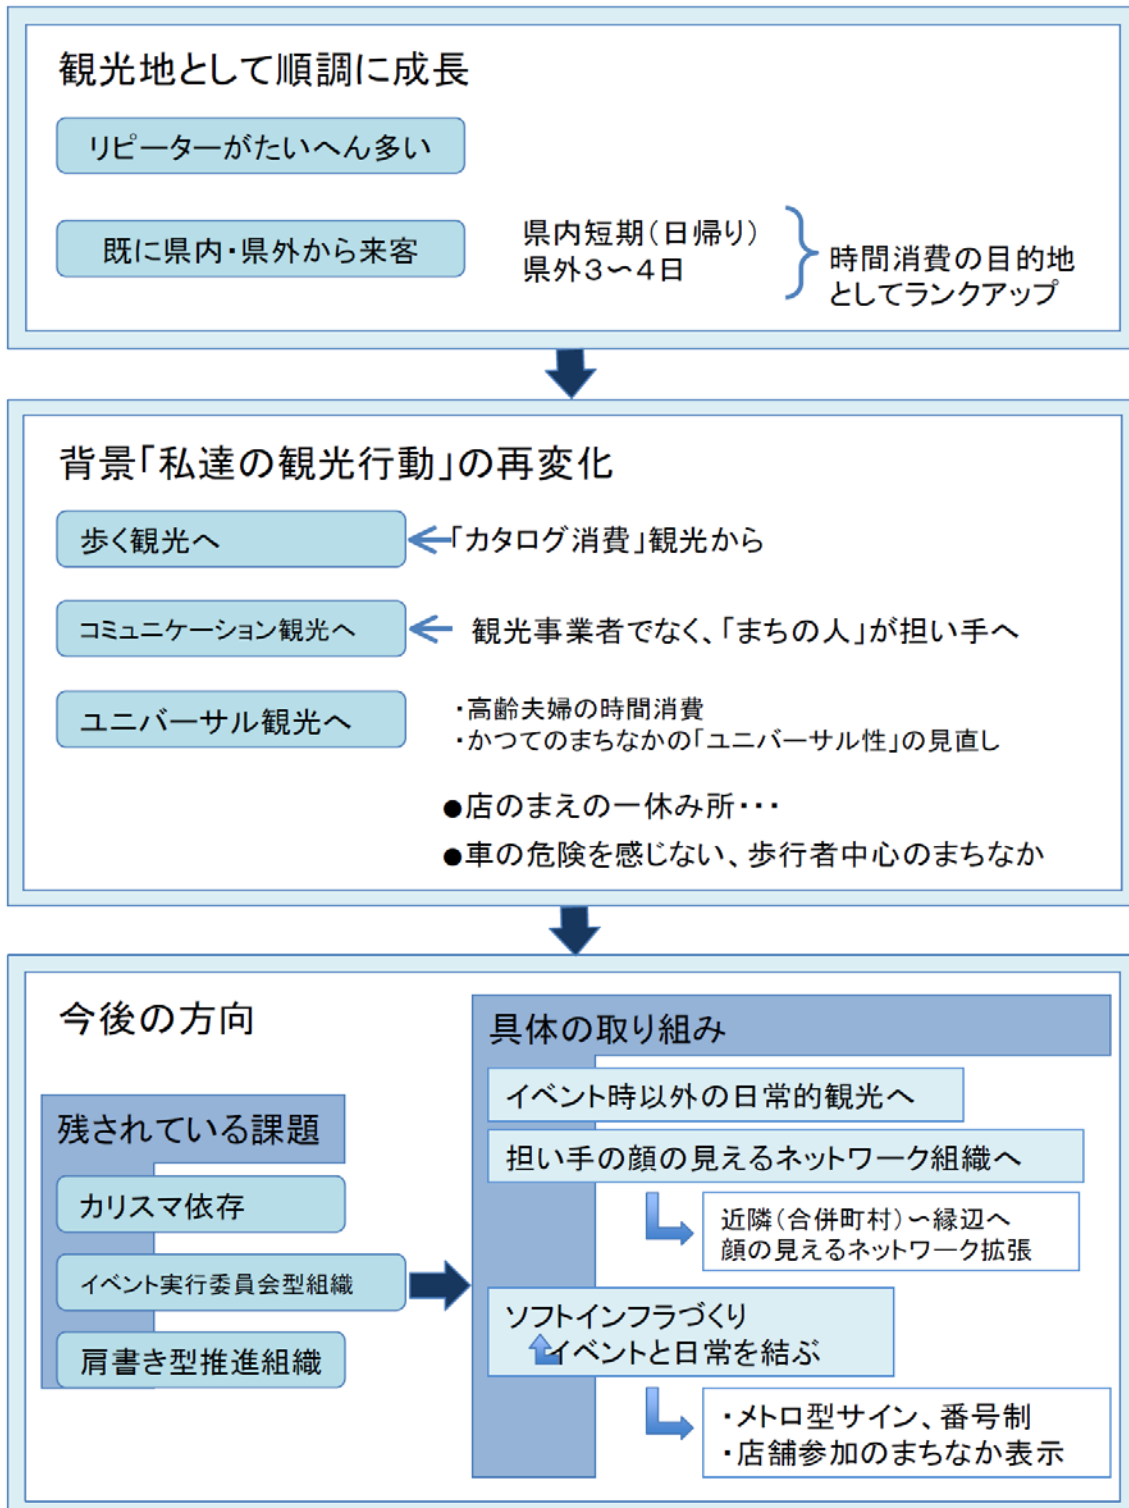 観光地として順調に成長
リピーターがたいへん多い
既に県内・県外から来客
県内短期(日帰り)
県外3～4日
時間消費の目的地
としてランクアップ
背景「私達の観光行動」の再変化
歩く観光へ
「カタログ消費」観光から
コミュニケーション観光へ
観光事業者でなく、「まちの人」が担い手へ
ユニバーサル観光へ
・高齢夫婦の時間消費
・かつてのまちなかの「ユニバーサル性」の見直し
●店のまえの一休み所・・・
●車の危険を感じない、歩行者中心のまちなか
今後の方向
残されている課題
カリスマ依存
イベント実行委員会型組織
肩書き型推進組織
具体の取り組み
イベント時以外の日常的観光へ
担い手の顔の見えるネットワーク組織へ
近隣(合併町村)～縁辺へ
顔の見えるネットワーク拡張
ソフトインフラづくり
イベントと日常を結ぶ
・メトロ型サイン、番号制
・店舗参加のまちなか表示